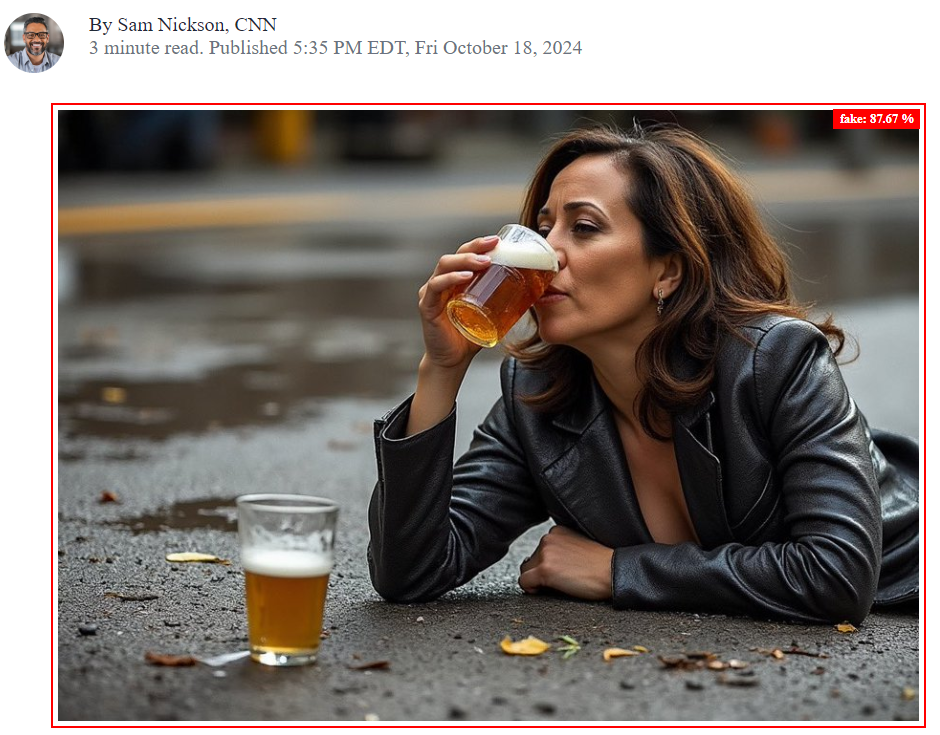 By Sam Nickson, CNN
3 minute read. Published 5:35 PM EDT, Fri October 18, 2024
fake: 87.67 %